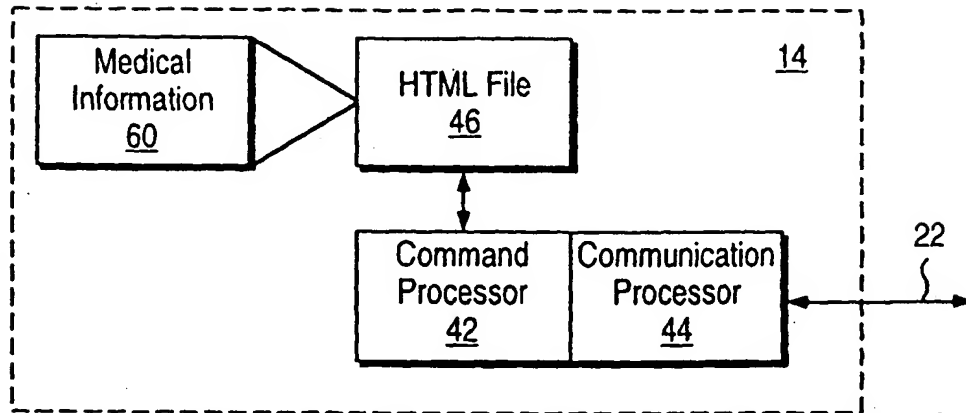 Medical
Information
60
HTML File
46
14
Command
Processor
42
Communication
Processor
44
22